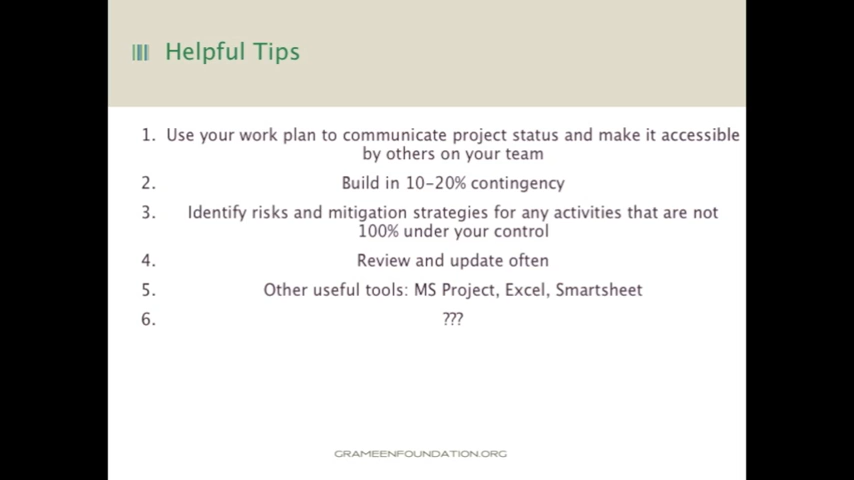 Helpful Tips
1. Use your work plan to communicate project status and make it accessible
by others on your team
2. Build in 10-20% contingency
3. Identify risks and mitigation strategies for any activities that are not
100% under your control
4. Review and update often
5. Other useful tools: MS Project, Excel, Smartsheet
6. ???
GRAMEENFOUNDATION.ORG